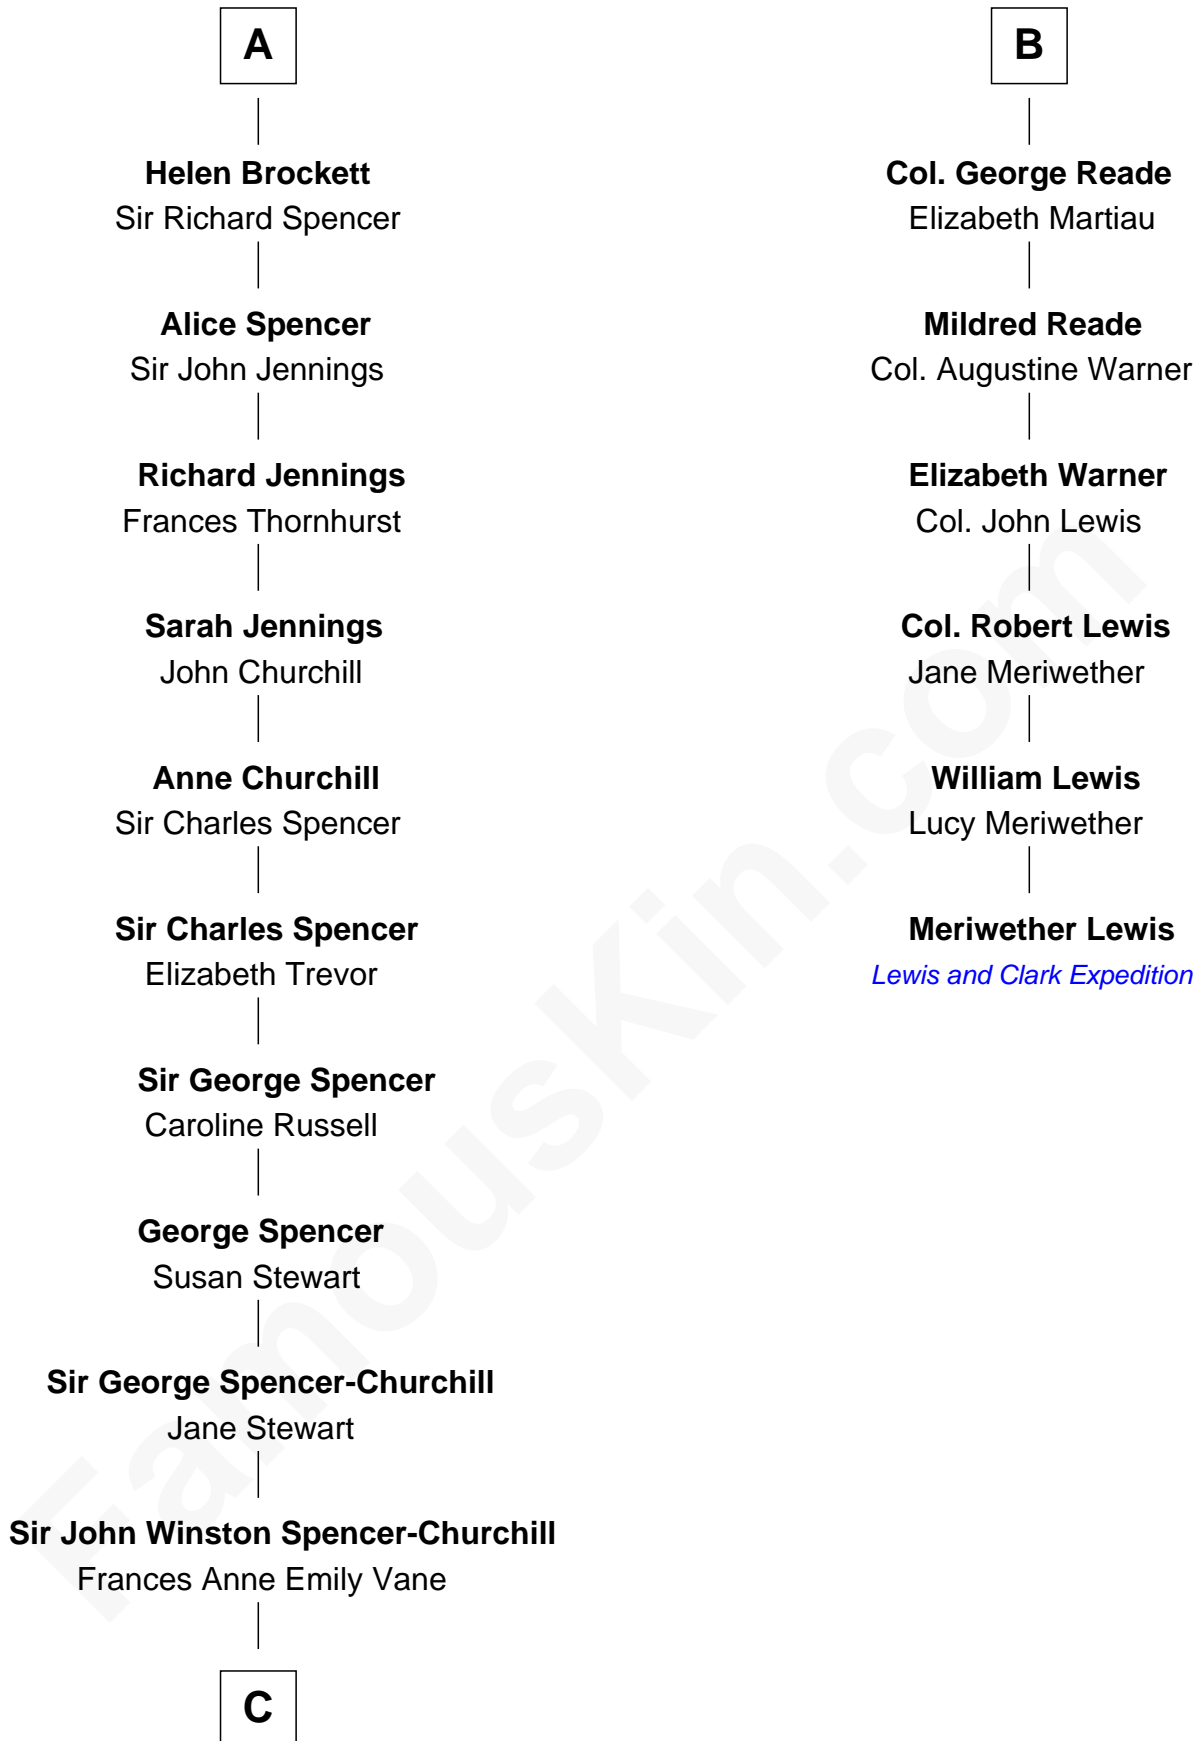 A
Helen Brockett
Sir Richard Spencer
Alice Spencer
Sir John Jennings
Richard Jennings
Frances Thornhurst
Sarah Jennings
John Churchill
Anne Churchill
Sir Charles Spencer
Sir Charles Spencer
Elizabeth Trevor
Sir George Spencer
Caroline Russell
George Spencer
Susan Stewart
Sir George Spencer-Churchill
Jane Stewart
Sir John Winston Spencer-Churchill
Frances Anne Emily Vane
C
B
Col. George Reade
Elizabeth Martiau
Mildred Reade
Col. Augustine Warner
Elizabeth Warner
Col. John Lewis
Col. Robert Lewis
Jane Meriwether
William Lewis
Lucy Meriwether
Meriwether Lewis
Lewis and Clark Expedition
FamousKin.com